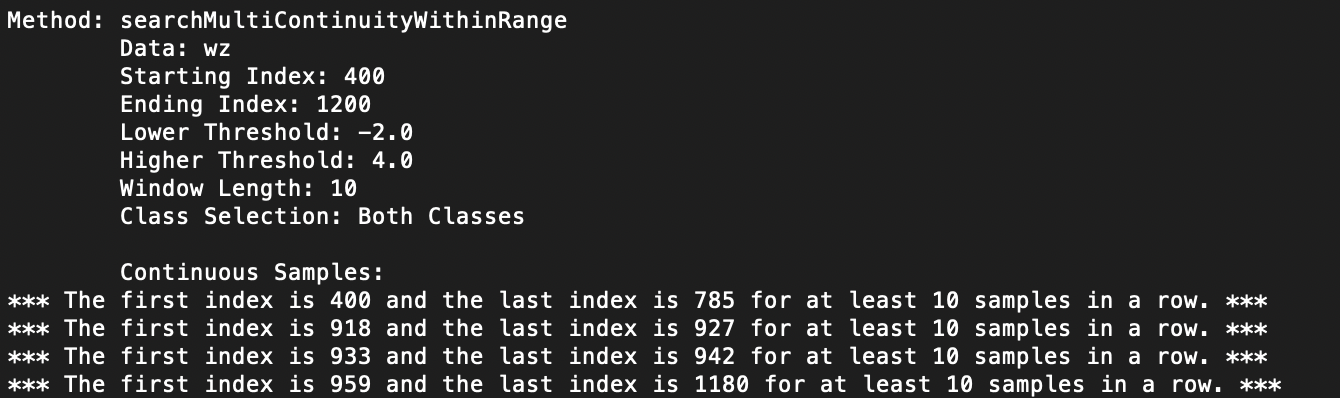 Method: searchMultiContinuityWithinRange
Data: wz
Starting Index: 400
Ending Index: 1200
Lower Threshold: -2.0
Higher Threshold: 4.0
Window Length: 10
Class Selection: Both Classes
Continuous Samples:
*** The first index is 400 and the last index is 785 for at least 10 samples in a row. ***
*** The first index is 918 and the last index is 927 for at least 10 samples in a row. ***
*** The first index is 933 and the last index is 942 for at least 10 samples in a row. ***
*** The first index is 959 and the last index is 1180 for at least 10 samples in a row. ***